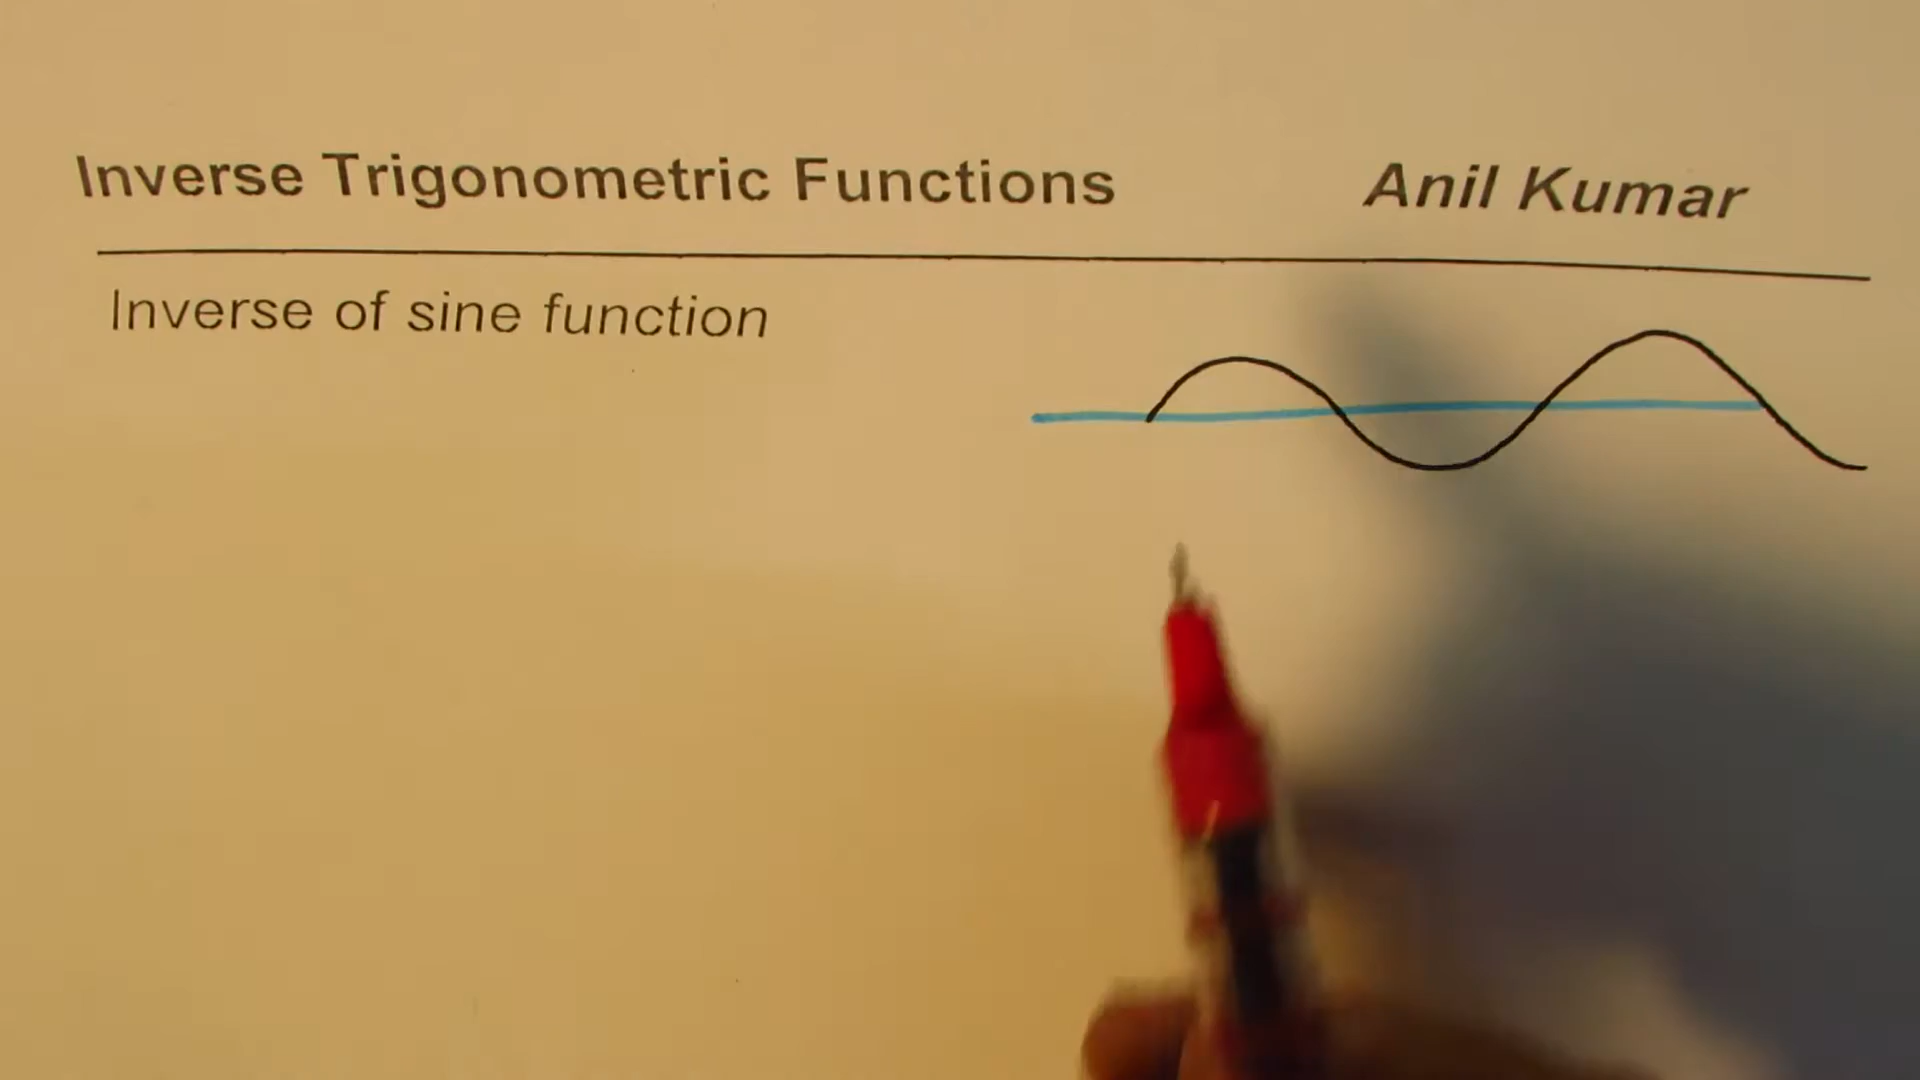 Inverse Trigonometric Functions Anil Kumar
Inverse of sine function